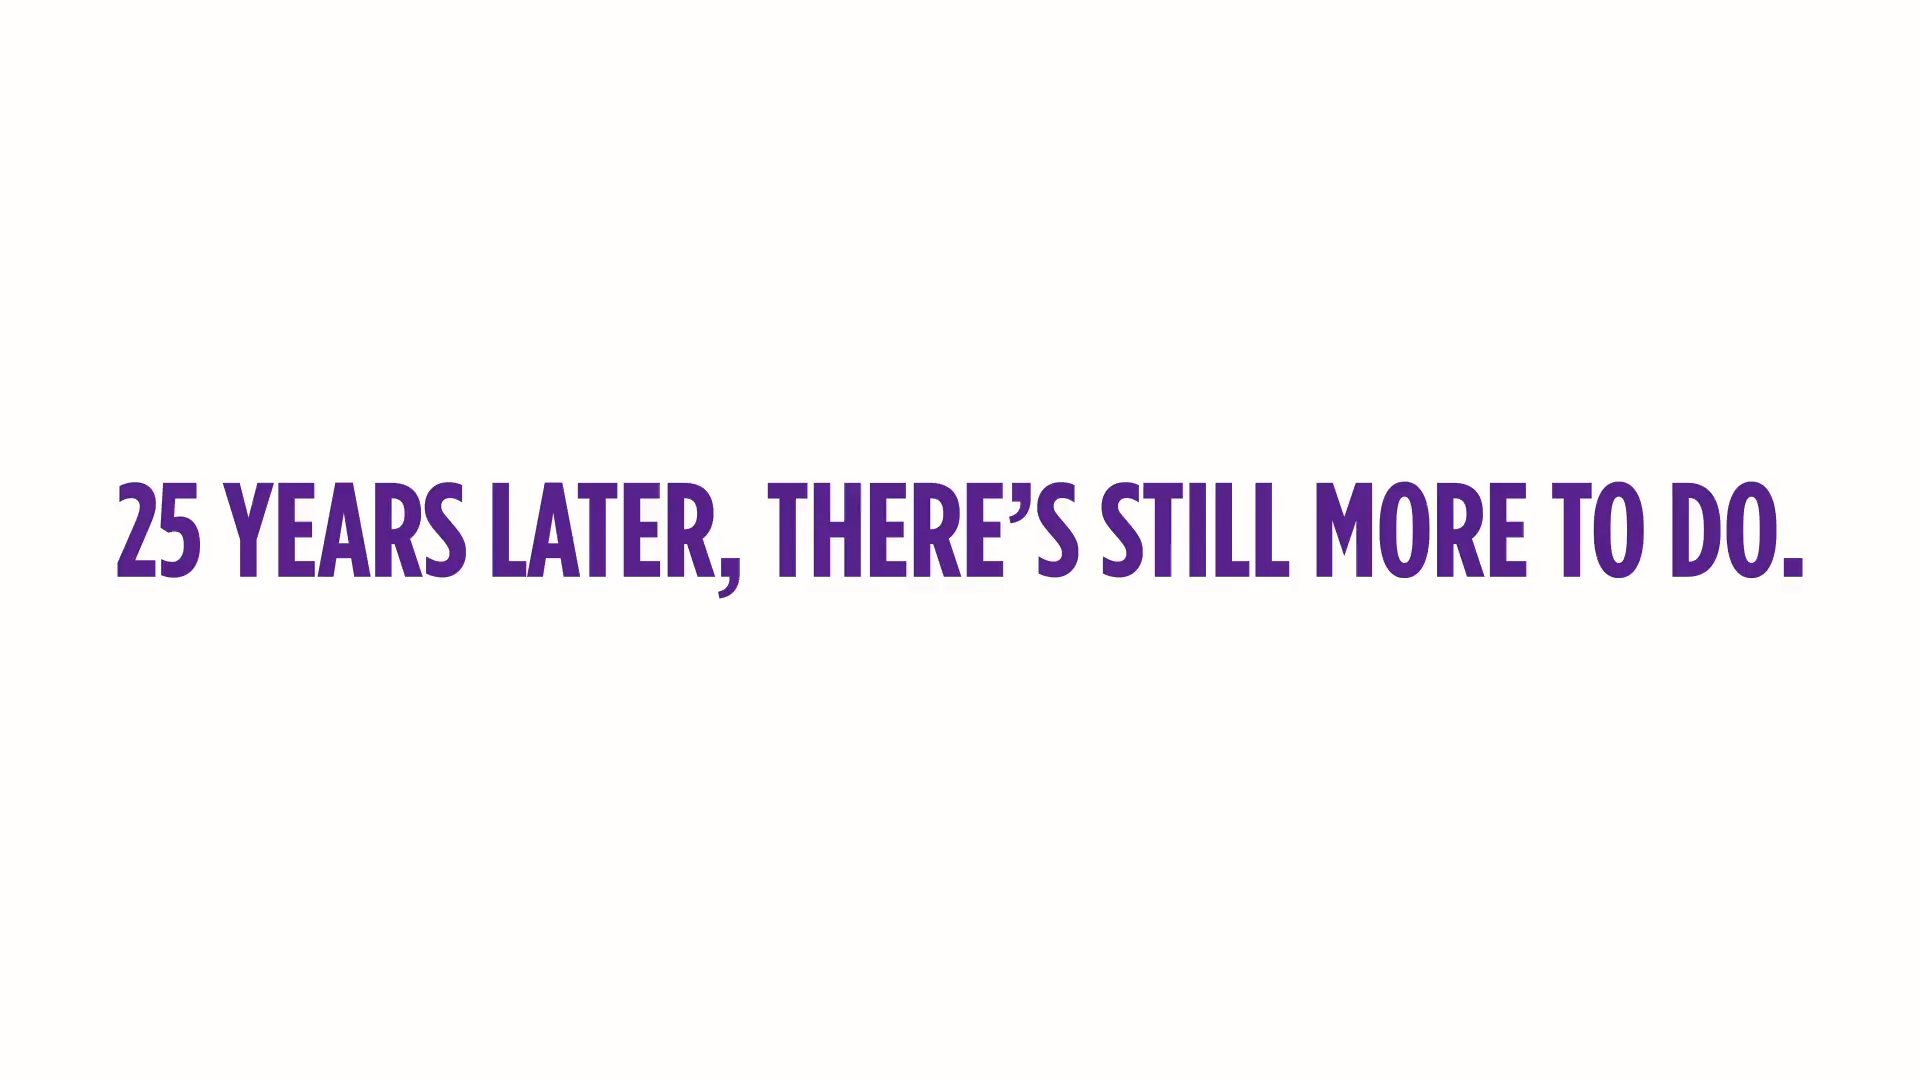 25 YEARS LATER, THERE’S STILL MORE TO DO.